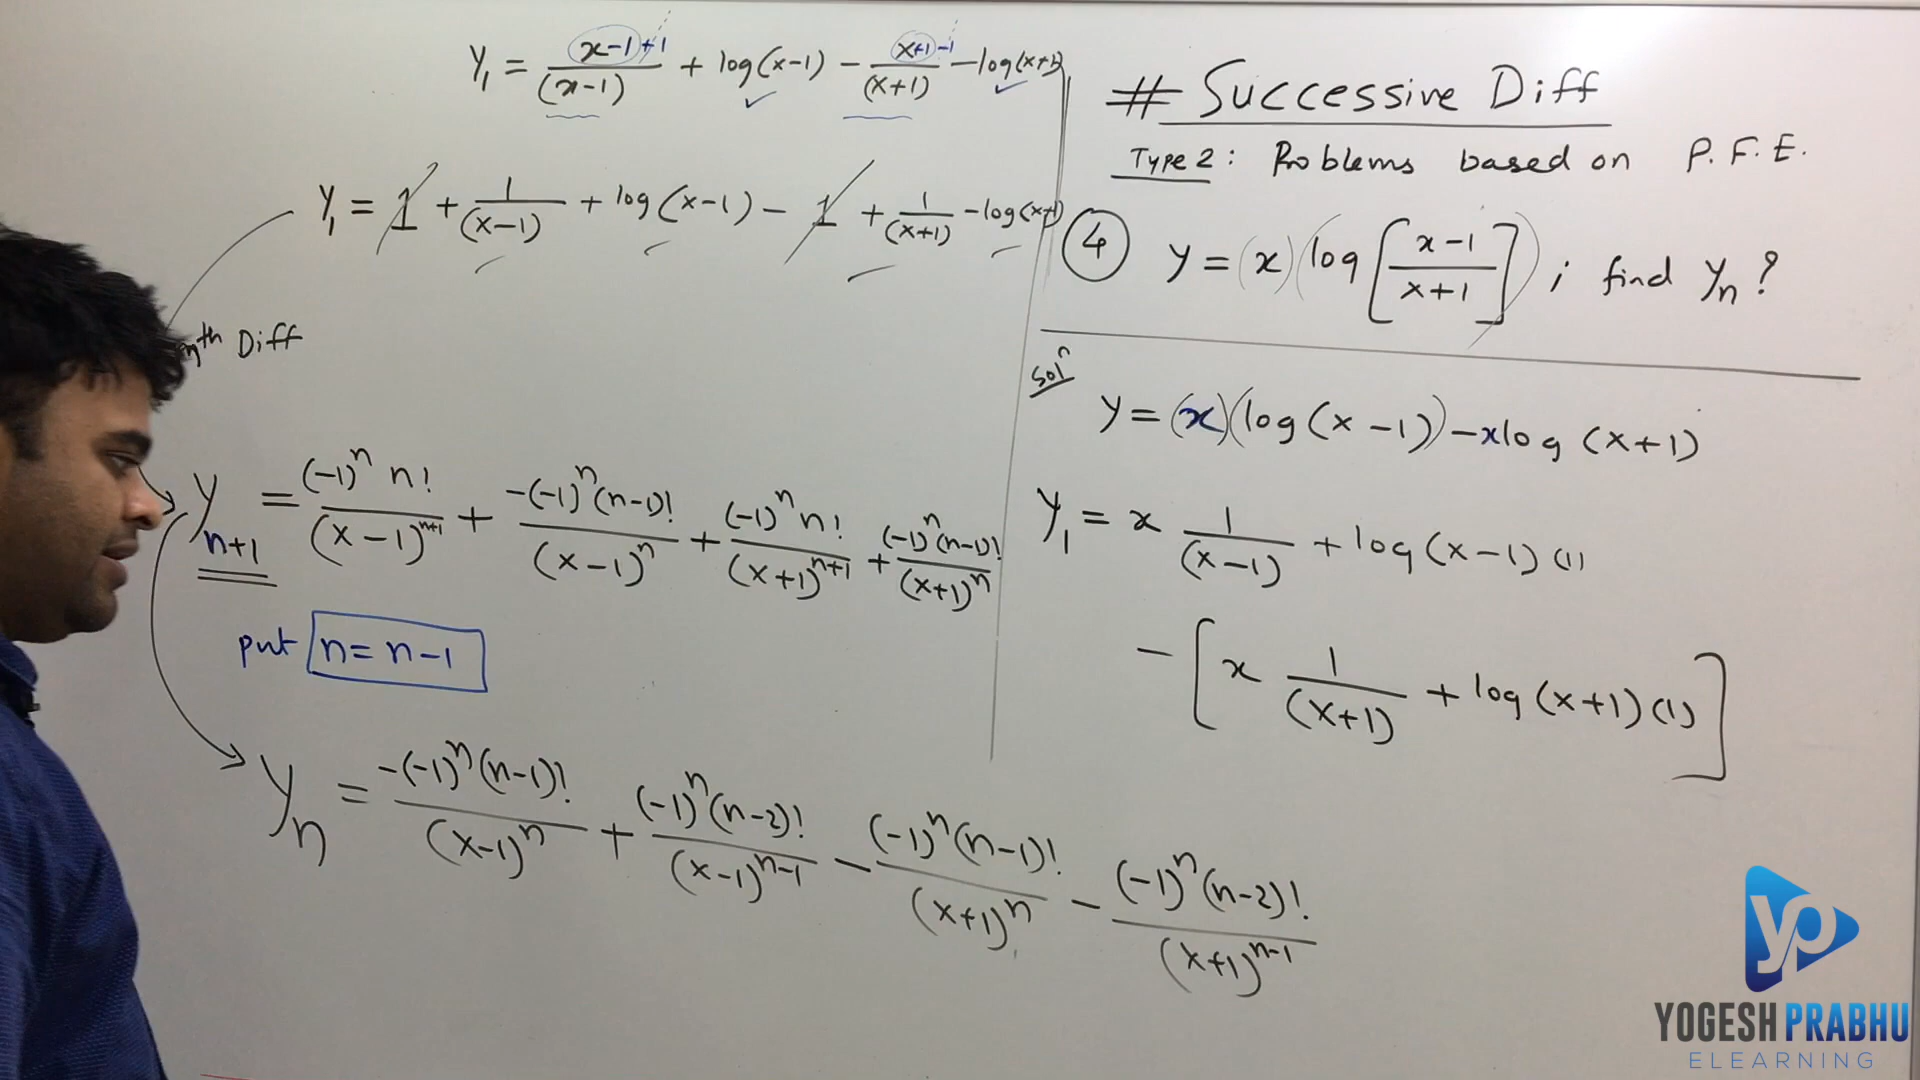 # Successive Diff
Type 2: Problems based on P.F.E.
④ y = (x)(log[(x-1)/(x+1)]) ; find yₙ?
Solⁿ
y = (x)(log(x-1)) - xlog(x+1)
y₁ = x 1/(x-1) + log(x-1)(1)
- [x 1/(x+1) + log(x+1)(1)]
y₁ = (x-1+1)/(x-1) + log(x-1) - (x+1-1)/(x+1) - log(x+1)
y₁ = 1 + 1/(x-1) + log(x-1) - 1 + 1/(x+1) - log(x+1)
nᵗʰ Diff
yₙ₊₁ = (-1)ⁿ n!/(x-1)ⁿ⁺¹ + -(-1)ⁿ(n-1)!/(x-1)ⁿ + (-1)ⁿ n!/(x+1)ⁿ⁺¹ + (-1)ⁿ(n-1)!/(x+1)ⁿ
put n = n-1
yₙ = -(-1)ⁿ(n-1)!/(x-1)ⁿ + (-1)ⁿ(n-2)!/(x-1)ⁿ⁻¹ - (-1)ⁿ(n-1)!/(x+1)ⁿ - (-1)ⁿ(n-2)!/(x+1)ⁿ⁻¹
yp
YOGESH PRABHU
ELEARNING